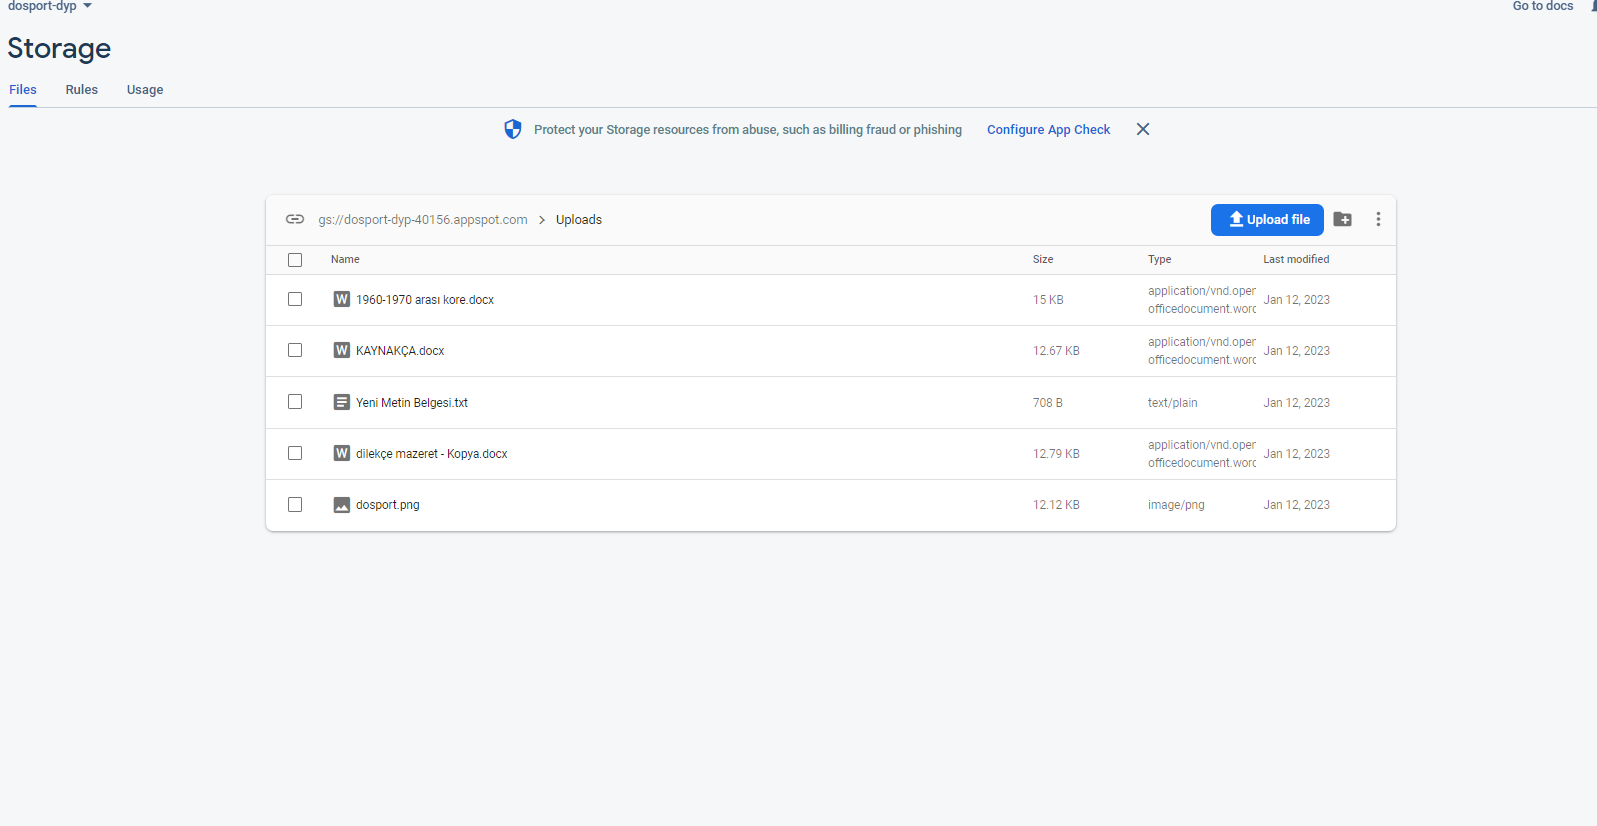 dosport-dyp
Go to docs
Storage
Files
Rules
Usage
Protect your Storage resources from abuse, such as billing fraud or phishing
Configure App Check
gs://dosport-dyp-40156.appspot.com
Uploads
Upload file
Name
Size
Type
Last modified
W
1960-1970 arası kore.docx
15 KB
application/vnd.oper
officedocument.word
Jan 12, 2023
W
KAYNAKÇA.docx
12.67 KB
application/vnd.oper
officedocument.word
Jan 12, 2023
Yeni Metin Belgesi.txt
708 B
text/plain
Jan 12, 2023
W
dilekçe mazeret - Kopya.docx
12.79 KB
application/vnd.oper
officedocument.word
Jan 12, 2023
dosport.png
12.12 KB
image/png
Jan 12, 2023